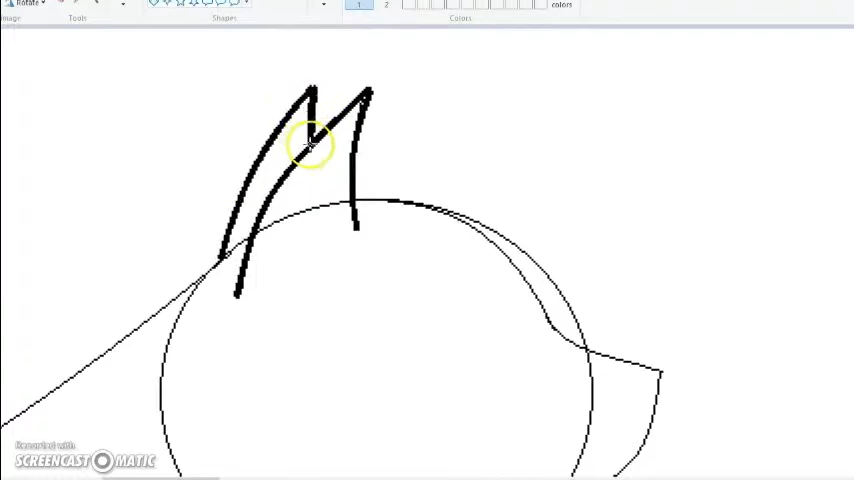 Rotate
1 2 colors
Image Tools Shapes Colors
Recorded with
SCREENCAST MATIC